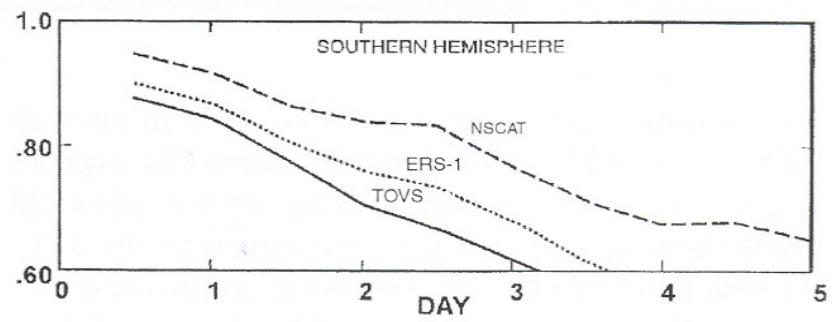 1.0
SOUTHERN HEMISPHERE
NSCAT
.80
ERS-1
TOVS
.60
0 1 2 3 4 5
DAY